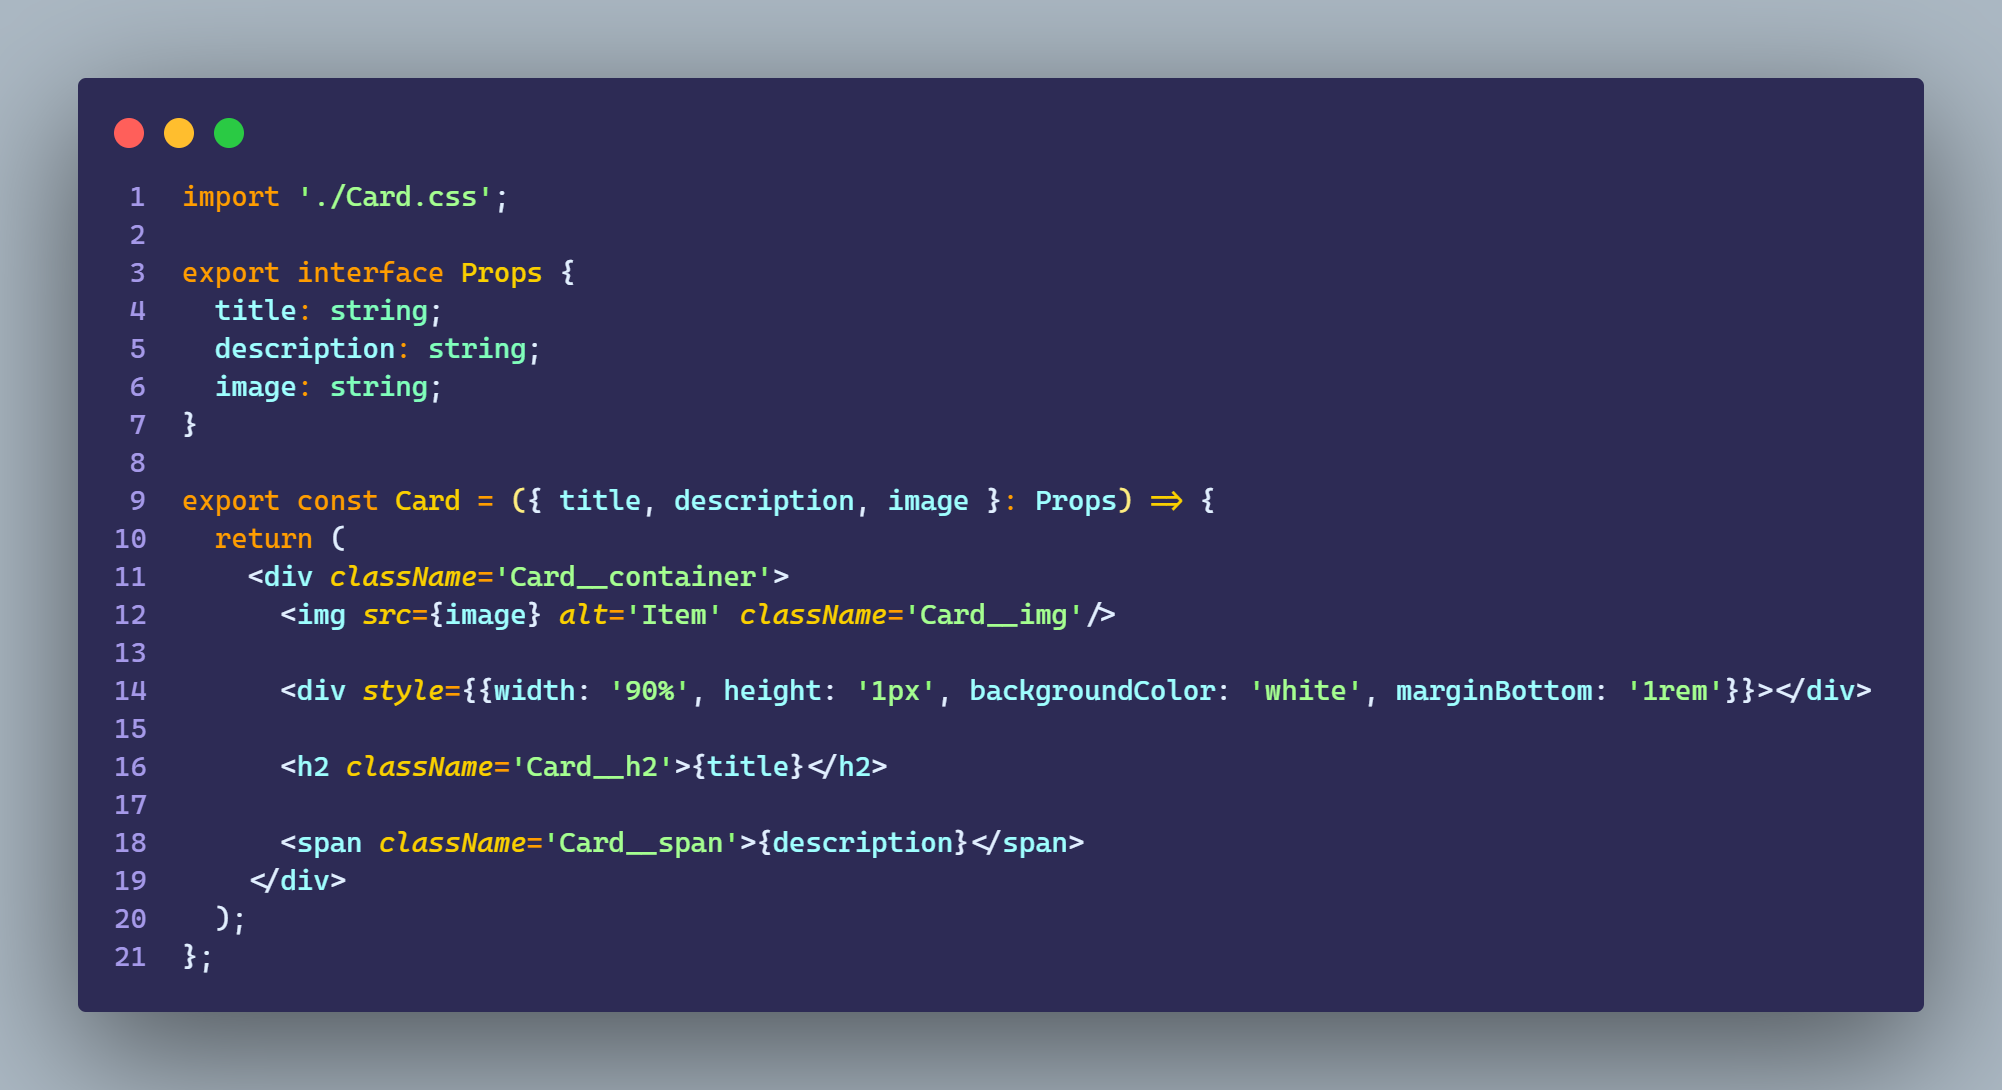 1 import './Card.css';
2
3 export interface Props {
4   title: string;
5   description: string;
6   image: string;
7 }
8
9 export const Card = ({ title, description, image }: Props) => {
10   return (
11     <div className='Card__container'>
12       <img src={image} alt='Item' className='Card__img'/>
13
14       <div style={{width: '90%', height: '1px', backgroundColor: 'white', marginBottom: '1rem'}}></div>
15
16       <h2 className='Card__h2'>{title}</h2>
17
18       <span className='Card__span'>{description}</span>
19     </div>
20   );
21 };